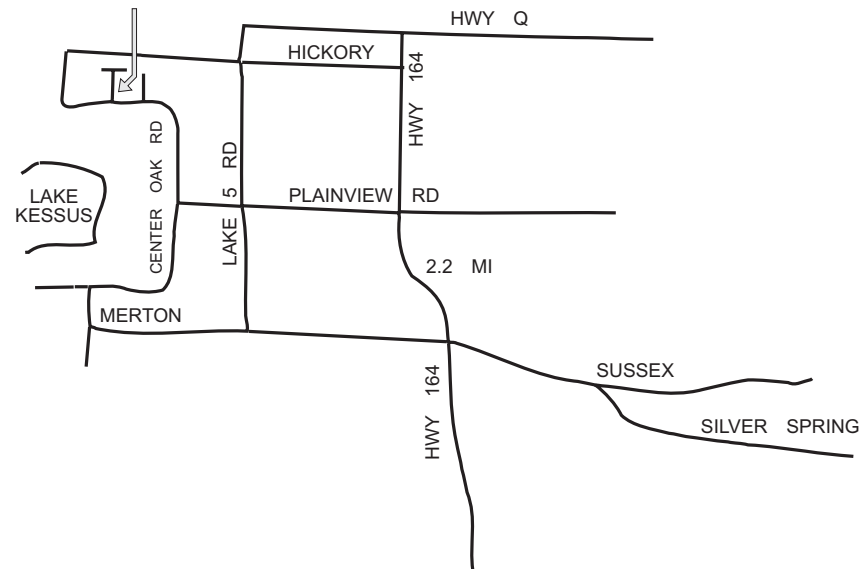 HWY Q
HICKORY
HWY 164
CENTER OAK RD
LAKE 5 RD
PLAINVIEW RD
LAKE
KESSUS
2.2 MI
MERTON
HWY 164
SUSSEX
SILVER SPRING